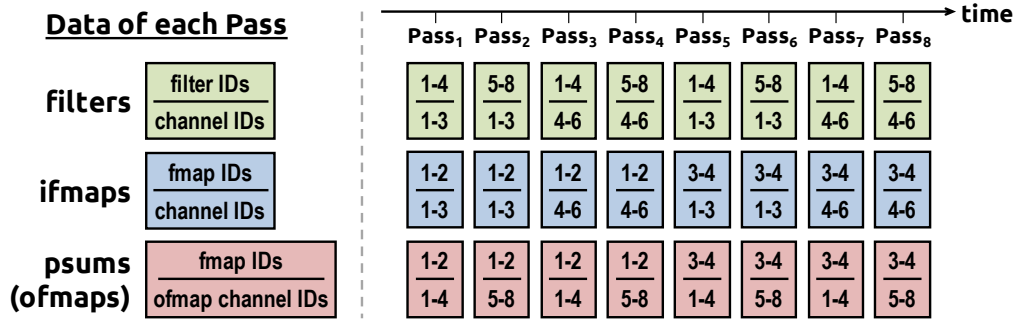 time
Data of each Pass
Pass1 Pass2 Pass3 Pass4 Pass5 Pass6 Pass7 Pass8
filters
filter IDs
channel IDs
1-4 5-8 1-4 5-8 1-4 5-8 1-4 5-8
1-3 1-3 4-6 4-6 1-3 1-3 4-6 4-6
ifmaps
fmap IDs
channel IDs
1-2 1-2 1-2 1-2 3-4 3-4 3-4 3-4
1-3 1-3 4-6 4-6 1-3 1-3 4-6 4-6
psums
(ofmaps)
fmap IDs
ofmap channel IDs
1-2 1-2 1-2 1-2 3-4 3-4 3-4 3-4
1-4 5-8 1-4 5-8 1-4 5-8 1-4 5-8